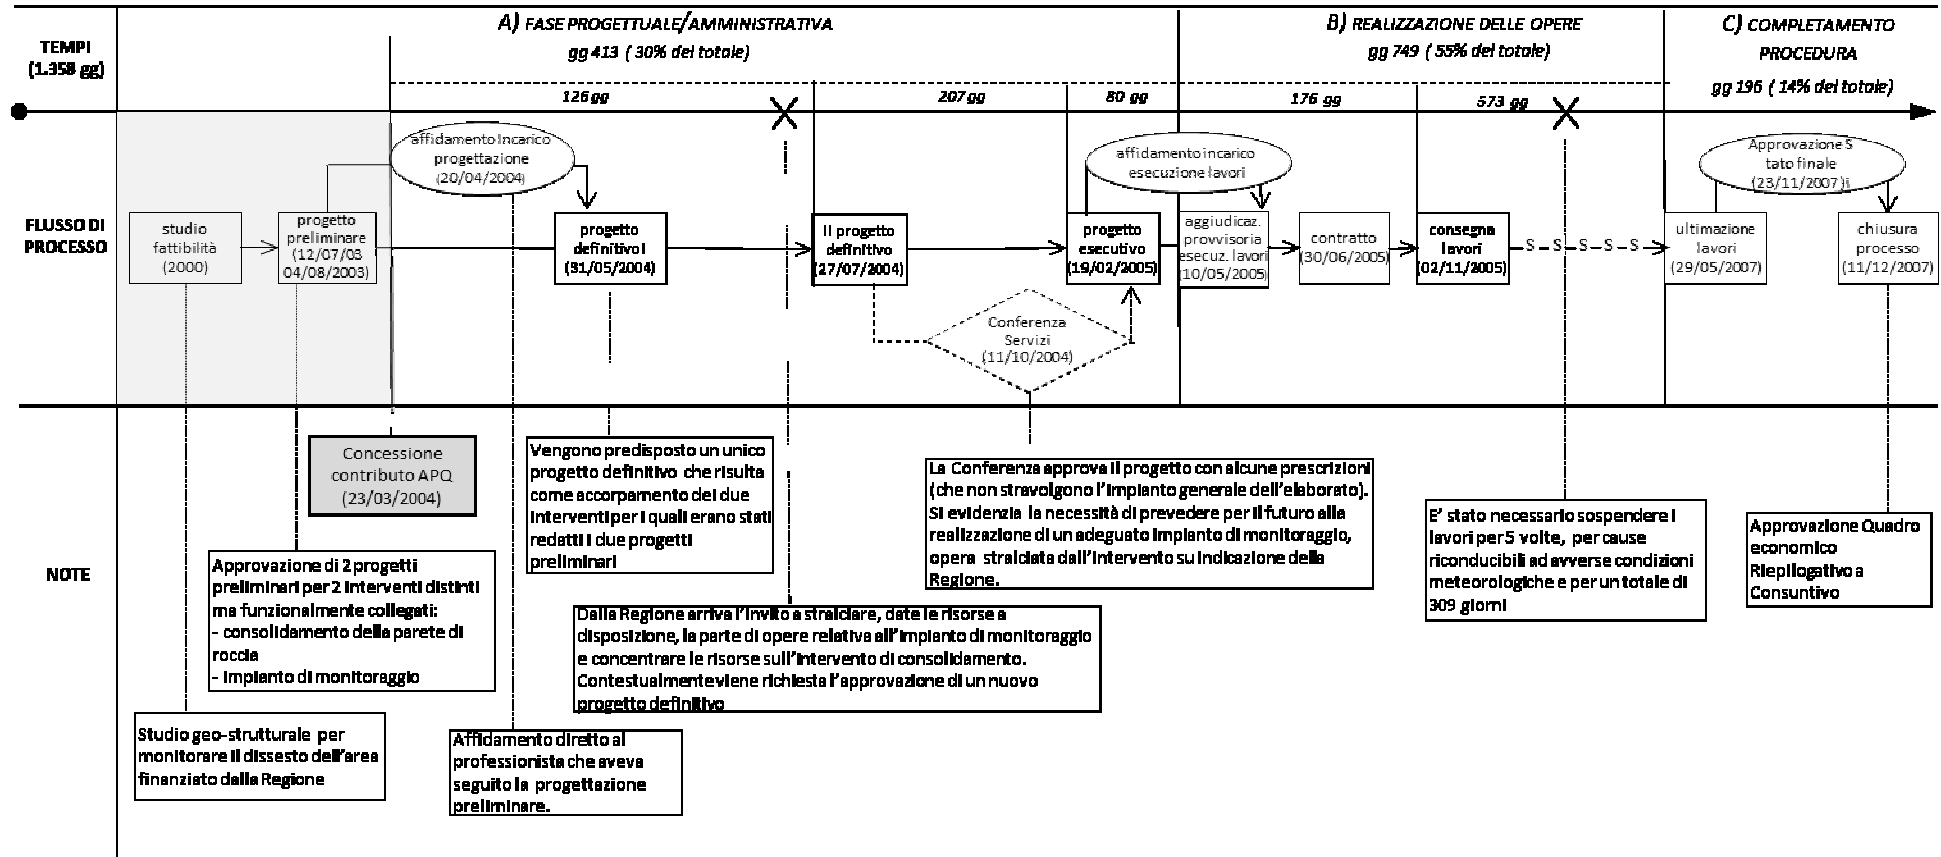 A) FASE PROGETTUALE/AMMINISTRATIVA
gg 413 ( 30% del totale)
B) REALIZZAZIONE DELLE OPERE
gg 749 ( 55% del totale)
C) COMPLETAMENTO
PROCEDURA
gg 196 ( 14% del totale)
TEMPI
(1.358 gg)
126 gg
207 gg
80 gg
176 gg
573 gg
FLUSSO DI
PROCESSO
studio
fattibilità
(2000)
progetto
preliminare
(12/07/03
04/08/2003)
affidamento Incarico
progettazione
(20/04/2004)
progetto
definitivo I
(31/05/2004)
II progetto
definitivo
(27/07/2004)
Conferenza
Servizi
(11/10/2004)
progetto
esecutivo
(19/02/2005)
affidamento incarico
esecuzione lavori
aggiudicaz.
provvisoria
esecuz. lavori
(10/05/2005)
contratto
(30/06/2005)
consegna
lavori
(02/11/2005)
S S S S S
ultimazione
lavori
(29/05/2007)
Approvazione S
tato finale
(23/11/2007)i
chiusura
processo
(11/12/2007)
NOTE
Concessione
contributo APQ
(23/03/2004)
Studio geo-strutturale per
monitorare il dissesto dell'area
finanziato dalla Regione
Approvazione di 2 progetti
preliminari per 2 interventi distinti
ma funzionalmente collegati:
- consolidamento della parete di
roccia
- impianto di monitoraggio
Affidamento diretto al
professionista che aveva
seguito la progettazione
preliminare.
Vengono predisposto un unico
progetto definitivo che risulta
come accorpamento dei due
interventi per i quali erano stati
redatti i due progetti
preliminari
Dalla Regione arriva l'invito a stralciare, date le risorse a
disposizione, la parte di opere relativa all'impianto di monitoraggio
e concentrare le risorse sull'intervento di consolidamento.
Contestualmente viene richiesta l'approvazione di un nuovo
progetto definitivo
La Conferenza approva il progetto con alcune prescrizioni
(che non stravolgono l'impianto generale dell'elaborato).
Si evidenzia la necessità di prevedere per il futuro alla
realizzazione di un adeguato impianto di monitoraggio,
opera stralciata dall'intervento su indicazione della
Regione.
E' stato necessario sospendere i
lavori per 5 volte, per cause
riconducibili ad avverse condizioni
meteorologiche e per un totale di
309 giorni
Approvazione Quadro
economico
Riepilogativo a
Consuntivo